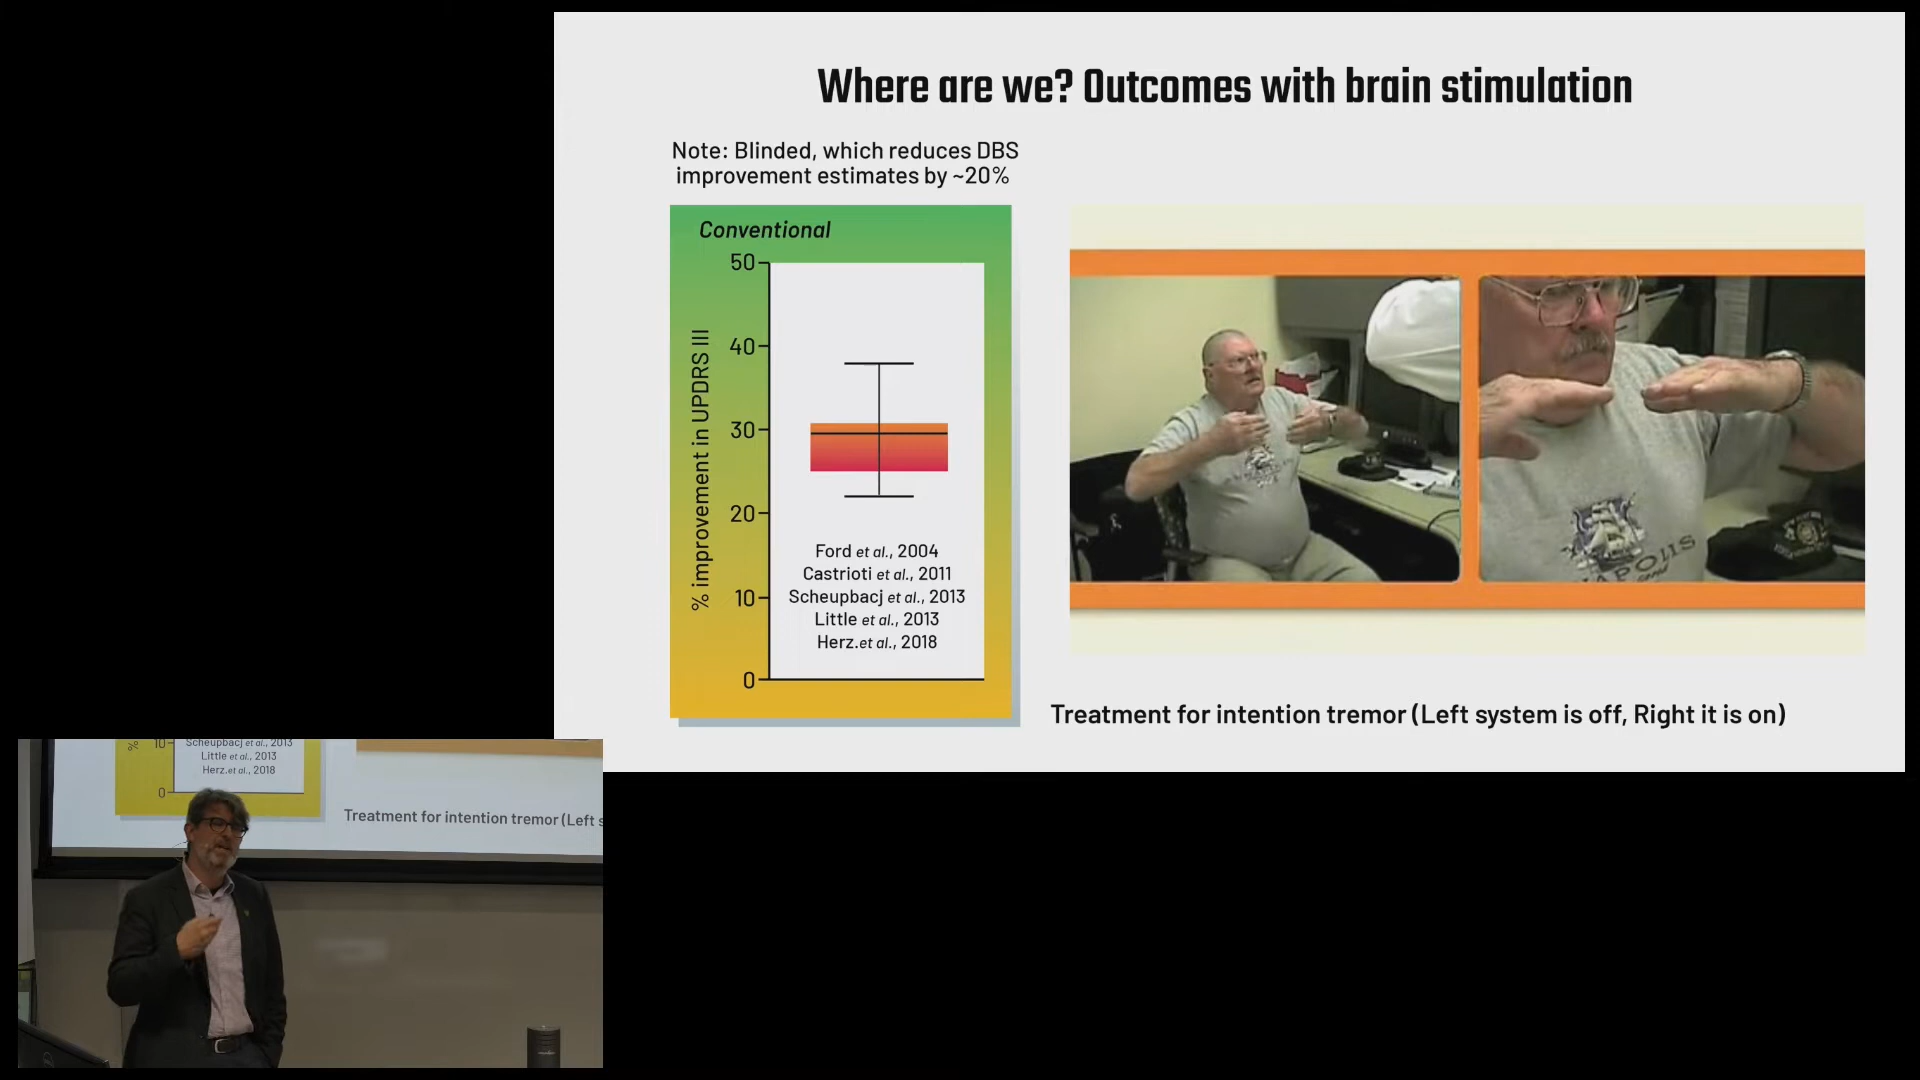 Where are we? Outcomes with brain stimulation
Note: Blinded, which reduces DBS
improvement estimates by ~20%
Conventional
50
40
30
20
10
0
% improvement in UPDRS III
Ford et al., 2004
Castrioti et al., 2011
Scheupbacj et al., 2013
Little et al., 2013
Herz.et al., 2018
Treatment for intention tremor (Left system is off, Right it is on)
%
10
Scheupbacj et al., 2013
Little et al., 2013
Herz.et al., 2018
0
Treatment for intention tremor (Left s